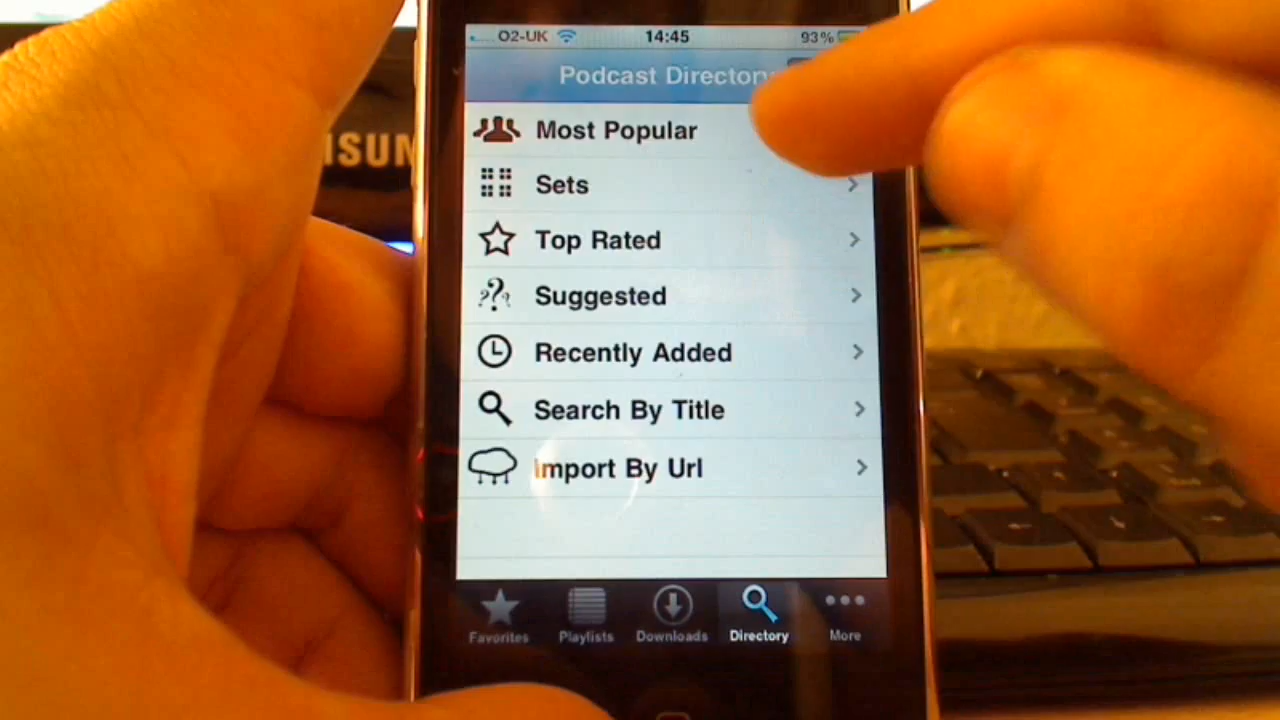 O2-UK 14:45 93%
Podcast Directory
Most Popular
Sets
Top Rated
Suggested
Recently Added
Search By Title
Import By Url
Favorites Playlists Downloads Directory More